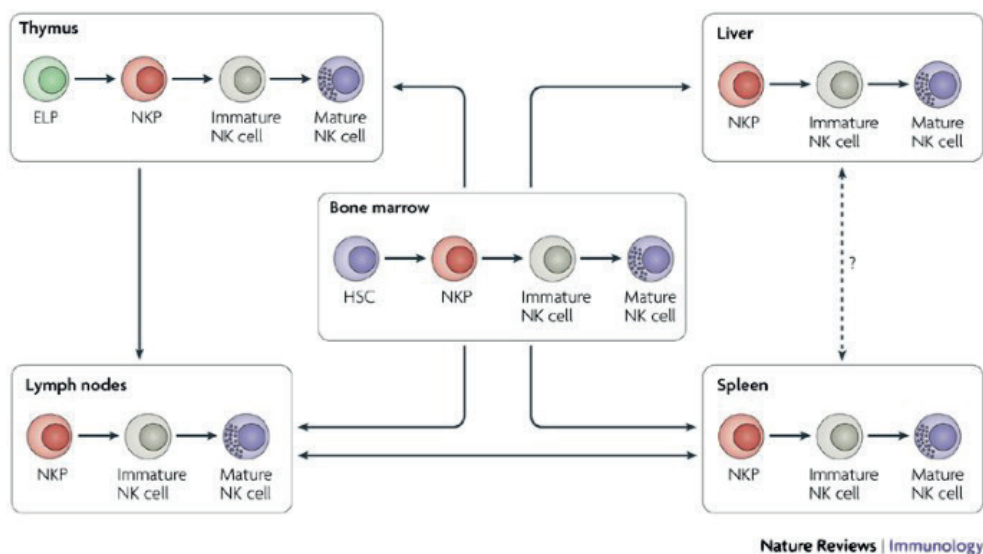 Thymus
ELP
NKP
Immature
NK cell
Mature
NK cell
Liver
NKP
Immature
NK cell
Mature
NK cell
Bone marrow
HSC
NKP
Immature
NK cell
Mature
NK cell
?
Lymph nodes
NKP
Immature
NK cell
Mature
NK cell
Spleen
NKP
Immature
NK cell
Mature
NK cell
Nature Reviews | Immunology